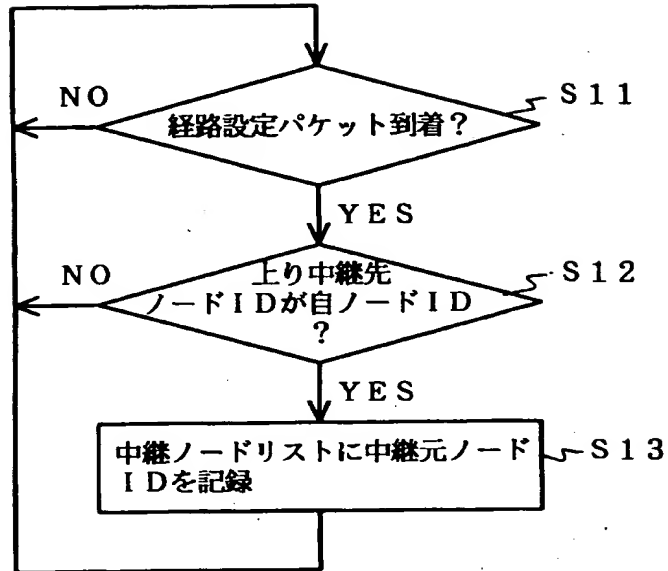 NO
S11
経路設定パケット到着？
YES
NO
S12
上り中継先
ノードIDが自ノードID
？
YES
中継ノードリストに中継元ノード
IDを記録
S13